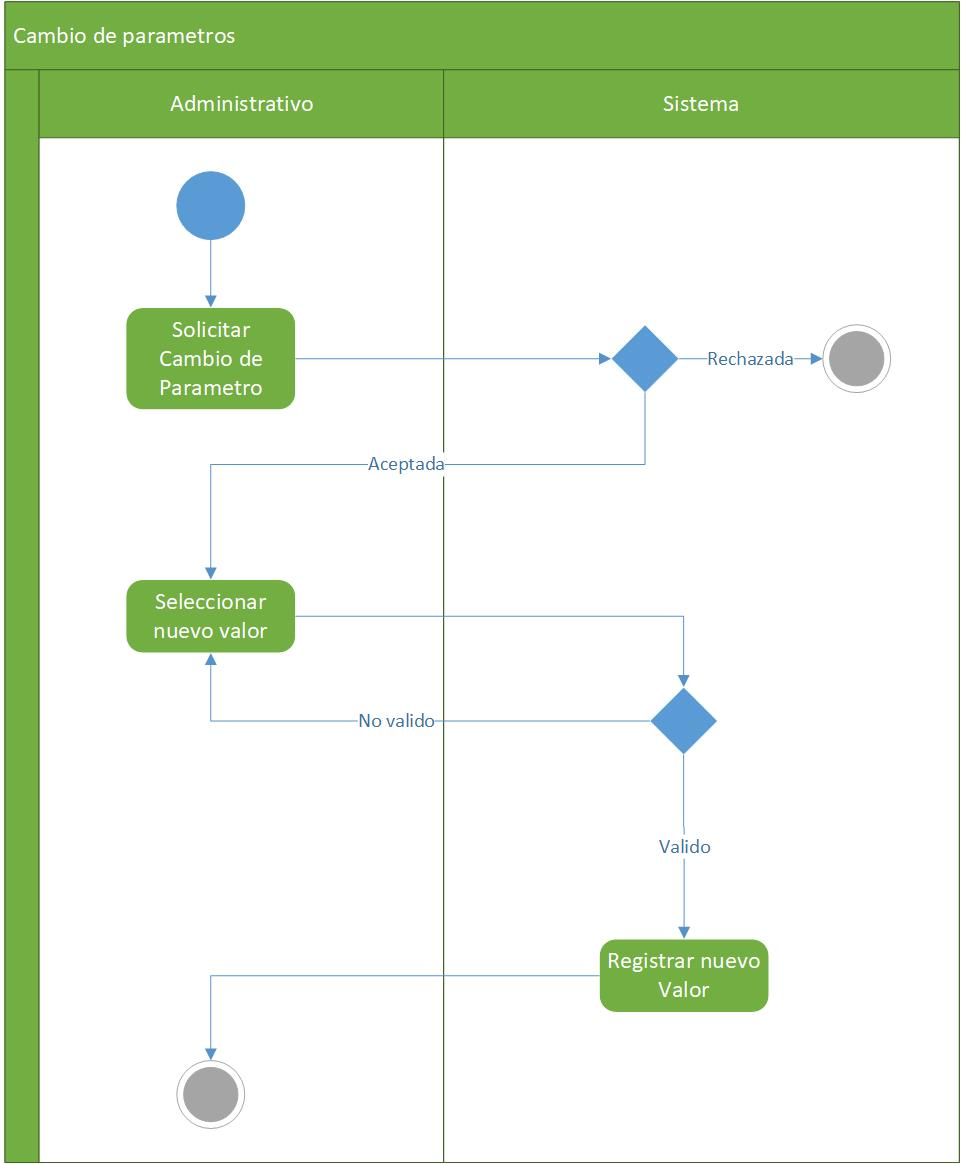 Cambio de parametros
Administrativo
Sistema
Solicitar
Cambio de
Parametro
Rechazada
Aceptada
Seleccionar
nuevo valor
No valido
Valido
Registrar nuevo
Valor